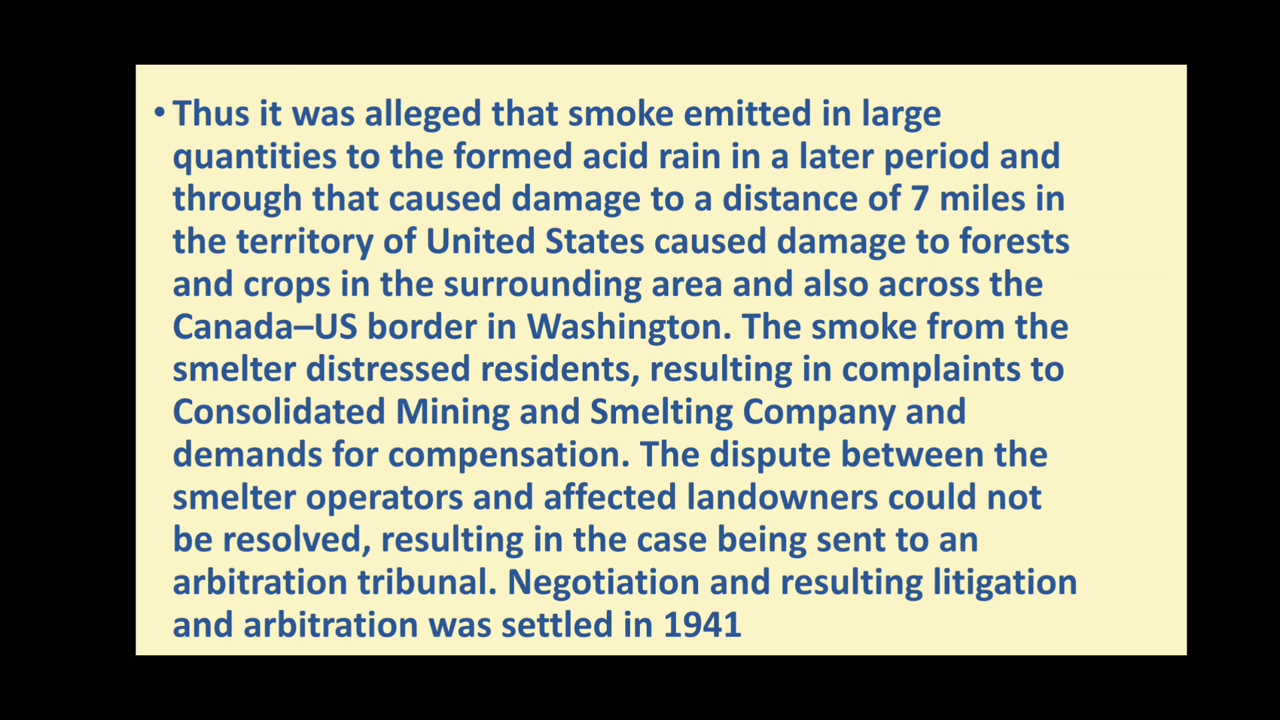 • Thus it was alleged that smoke emitted in large
quantities to the formed acid rain in a later period and
through that caused damage to a distance of 7 miles in
the territory of United States caused damage to forests
and crops in the surrounding area and also across the
Canada–US border in Washington. The smoke from the
smelter distressed residents, resulting in complaints to
Consolidated Mining and Smelting Company and
demands for compensation. The dispute between the
smelter operators and affected landowners could not
be resolved, resulting in the case being sent to an
arbitration tribunal. Negotiation and resulting litigation
and arbitration was settled in 1941